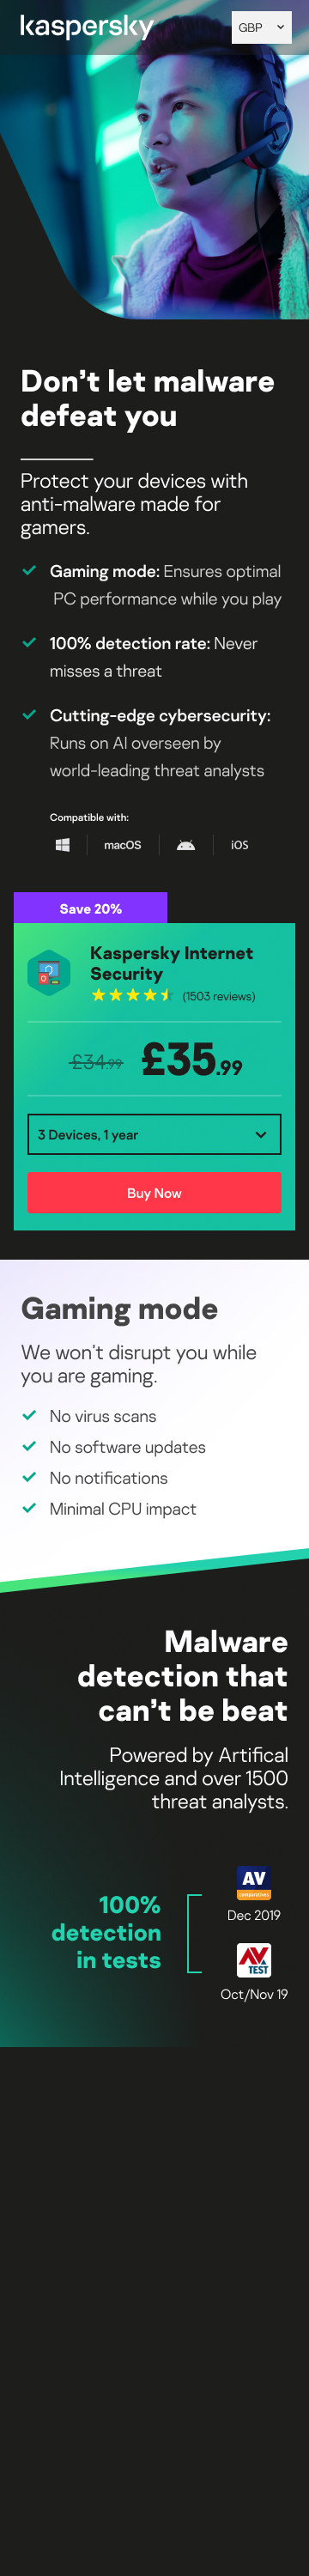 kaspersky
GBP
Don't let malware
defeat you
Protect your devices with
anti-malware made for
gamers.
Gaming mode: Ensures optimal
PC performance while you play
100% detection rate: Never
misses a threat
Cutting-edge cybersecurity:
Runs on AI overseen by
world-leading threat analysts
Compatible with:
macOS
iOS
Save 20%
Kaspersky Internet
Security
(1503 reviews)
£34.99 £35.99
3 Devices, 1 year
Buy Now
Gaming mode
We won't disrupt you while
you are gaming.
No virus scans
No software updates
No notifications
Minimal CPU impact
Malware
detection that
can't be beat
Powered by Artifical
Intelligence and over 1500
threat analysts.
100%
detection
in tests
AV
comparatives
Dec 2019
AV
TEST
Oct/Nov 19